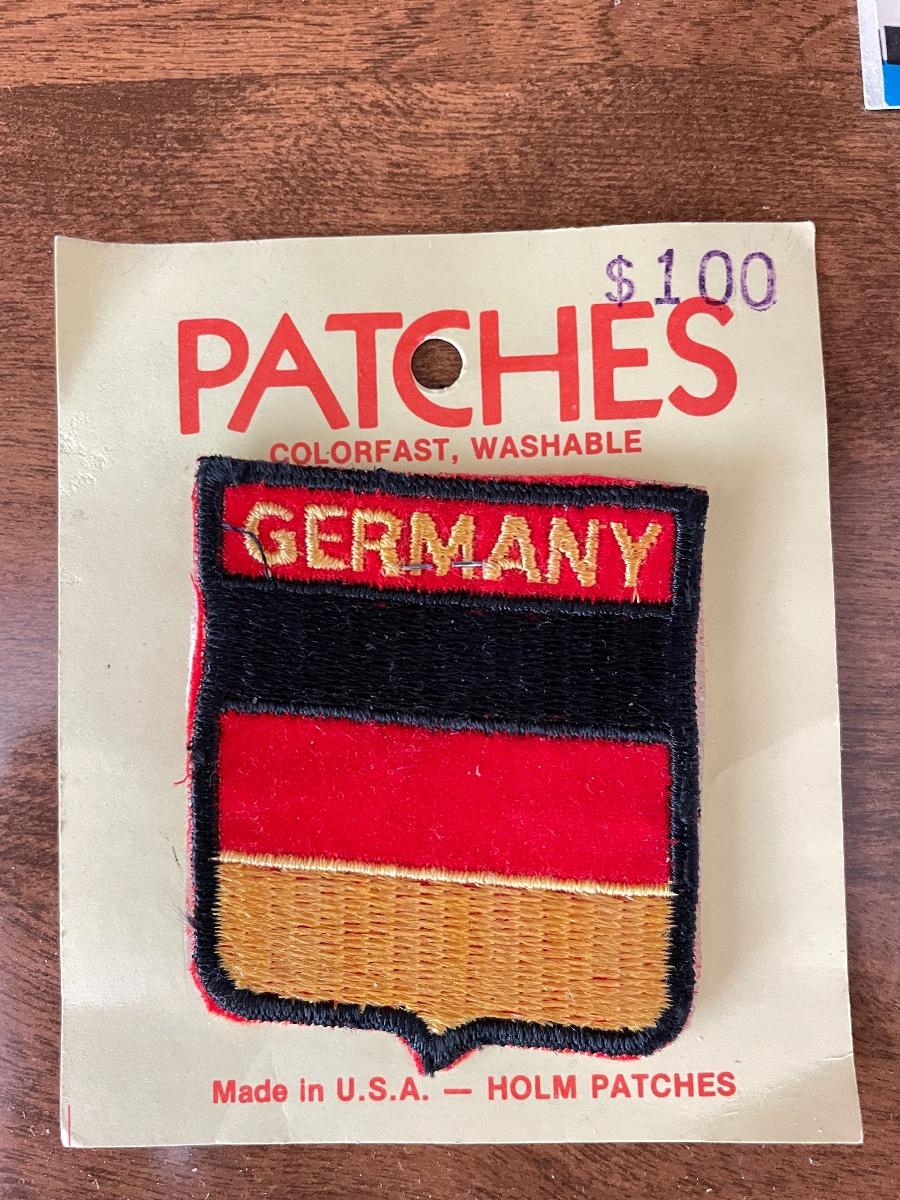 $100
PATCHES
COLORFAST, WASHABLE
GERMANY
Made in U.S.A. — HOLM PATCHES